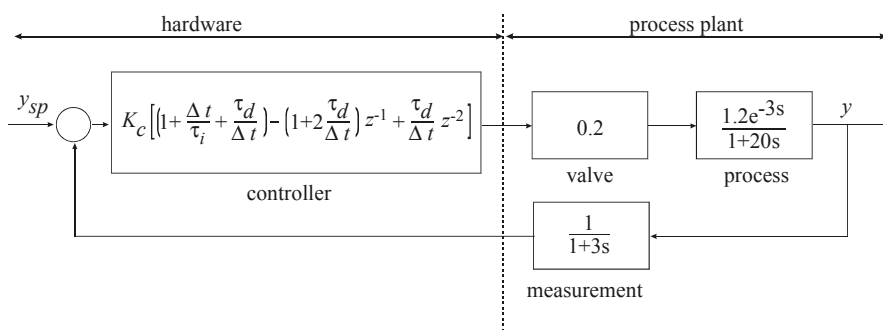 hardware process plant
y_sp
K_c [(1+ Δt/τ_i + τ_d/Δt) − (1+2 τ_d/Δt) z^-1 + τ_d/Δt z^-2]
0.2
1.2e^-3s / 1+20s
y
controller
valve
process
1 / 1+3s
measurement